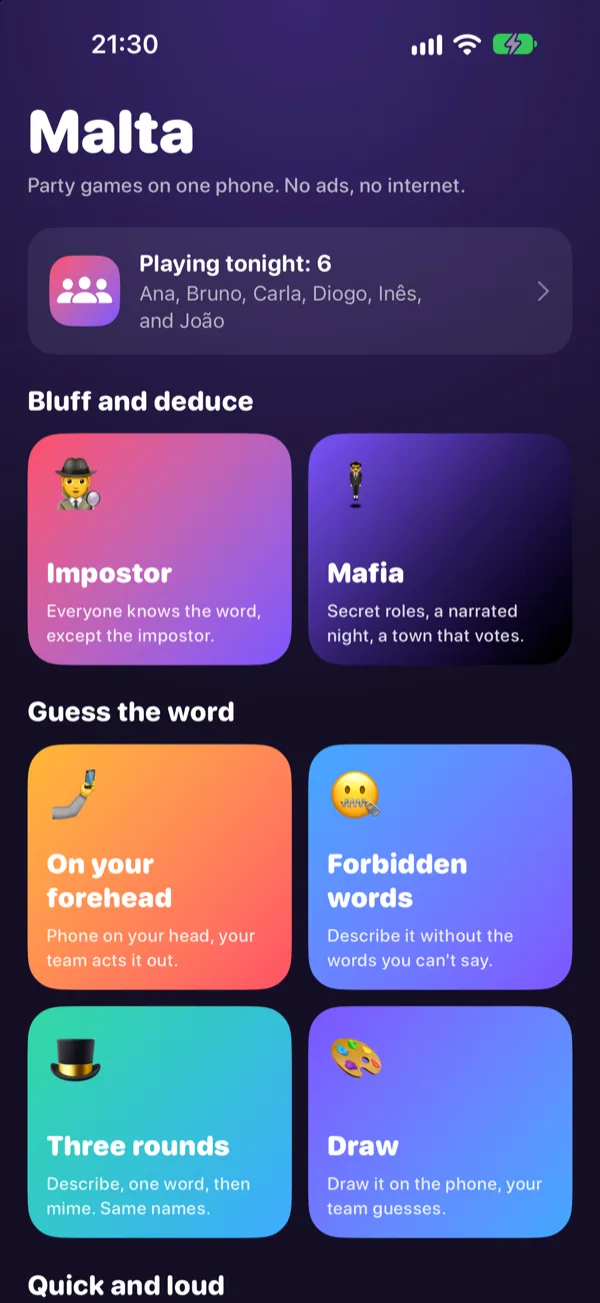 21:30
Malta
Party games on one phone. No ads, no internet.
Playing tonight: 6
Ana, Bruno, Carla, Diogo, Inês,
and João
Bluff and deduce
Impostor
Everyone knows the word,
except the impostor.
Mafia
Secret roles, a narrated
night, a town that votes.
Guess the word
On your
forehead
Phone on your head, your
team acts it out.
Forbidden
words
Describe it without the
words you can't say.
Three rounds
Describe, one word, then
mime. Same names.
Draw
Draw it on the phone, your
team guesses.
Quick and loud